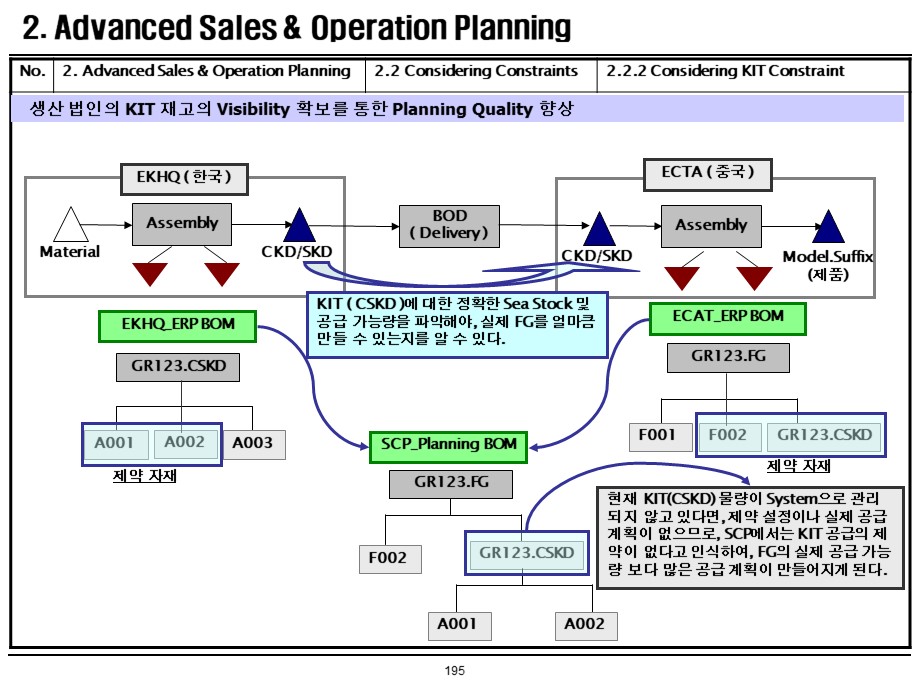 2. Advanced Sales & Operation Planning
No. 2. Advanced Sales & Operation Planning 2.2 Considering Constraints 2.2.2 Considering KIT Constraint
생산 법인의 KIT 재고의 Visibility 확보를 통한 Planning Quality 향상
EKHQ ( 한국 )
ECTA ( 중국 )
Material
Assembly
CKD/SKD
BOD
( Delivery )
CKD/SKD
Assembly
Model.Suffix
(제품)
KIT ( CSKD )에 대한 정확한 Sea Stock 및
공급 가능량을 파악해야, 실제 FG를 얼마큼
만들 수 있는지를 알 수 있다.
EKHQ_ERP BOM
GR123.CSKD
A001 A002 A003
제약 자재
ECAT_ERP BOM
GR123.FG
F001 F002 GR123.CSKD
제약 자재
SCP_Planning BOM
GR123.FG
F002 GR123.CSKD
A001 A002
현재 KIT(CSKD) 물량이 System으로 관리
되지 않고 있다면, 제약 설정이나 실제 공급
계획이 없으므로, SCP에서는 KIT 공급의 제
약이 없다고 인식하여, FG의 실제 공급 가능
량 보다 많은 공급 계획이 만들어지게 된다.
195